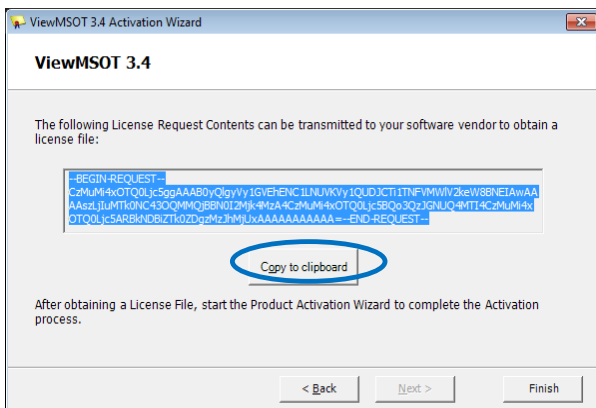 ViewMSOT 3.4 Activation Wizard
ViewMSOT 3.4
The following License Request Contents can be transmitted to your software vendor to obtain a
license file:
--BEGIN-REQUEST--
CzMuMi4xOTQ0Ljc5ggAAAB0yQlgyVy1GVEhENC1LNUVKVy1QUDJCTi1TNFVMWlV2keW8BNEIAwAA
AAszLjIuMTk0NC43OQMMQjBBN0I2Mjk4MzA4CzMuMi4xOTQ0Ljc5BQo3QzJGNUQ4MTI4CzMuMi4x
OTQ0Ljc5ARBkNDBiZTk0ZDgzMzJhMjUxAAAAAAAAAAA=--END-REQUEST--
Copy to clipboard
After obtaining a License File, start the Product Activation Wizard to complete the Activation
process.
< Back
Next >
Finish